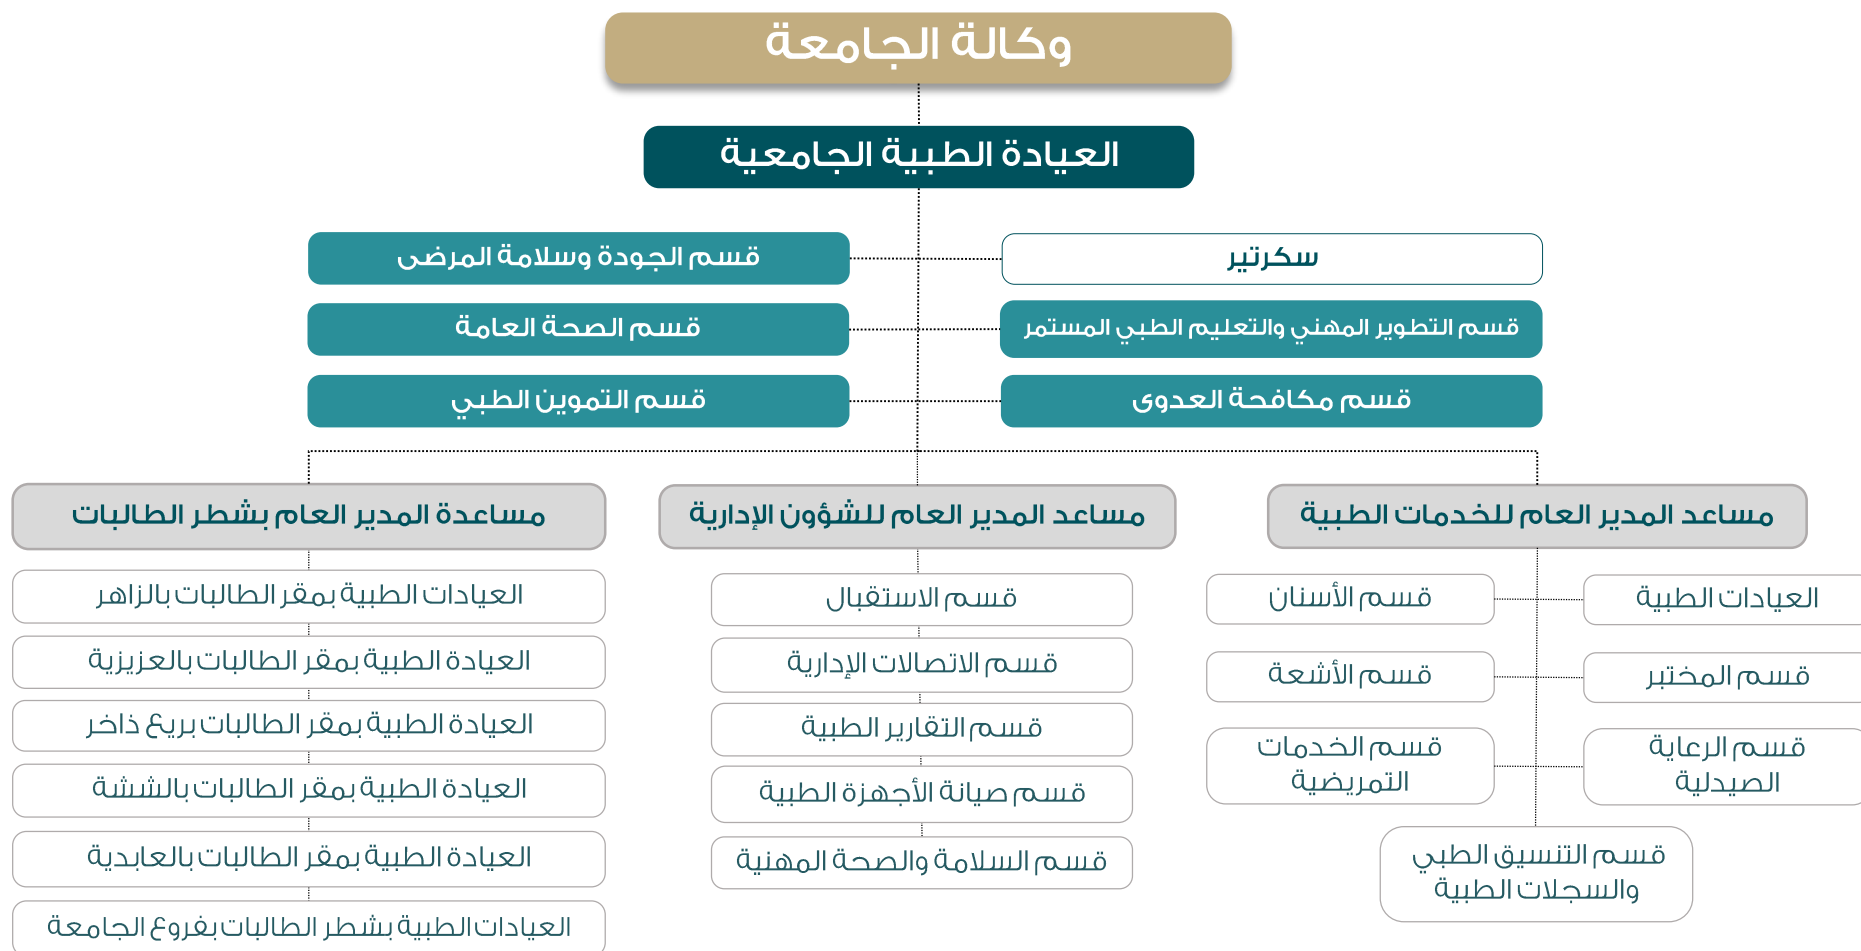 وكالة الجامعة
العيادة الطبية الجامعية
سكرتير
قسم الجودة وسلامة المرضى
قسم التطوير المهني والتعليم الطبي المستمر
قسم الصحة العامة
قسم مكافحة العدوى
قسم التموين الطبي
مساعد المدير العام للخدمات الطبية
العيادات الطبية
قسم الأسنان
قسم المختبر
قسم الأشعة
قسم الرعاية
الصيدلية
قسم الخدمات
التمريضية
قسم التنسيق الطبي
والسجلات الطبية
مساعد المدير العام للشؤون الإدارية
قسم الاستقبال
قسم الاتصالات الإدارية
قسم التقارير الطبية
قسم صيانة الأجهزة الطبية
قسم السلامة والصحة المهنية
مساعدة المدير العام بشطر الطالبات
العيادات الطبية بمقر الطالبات بالزاهر
العيادة الطبية بمقر الطالبات بالعزيزية
العيادة الطبية بمقر الطالبات بريع ذاخر
العيادة الطبية بمقر الطالبات بالششة
العيادة الطبية بمقر الطالبات بالعابدية
العيادات الطبية بشطر الطالبات بفروع الجامعة